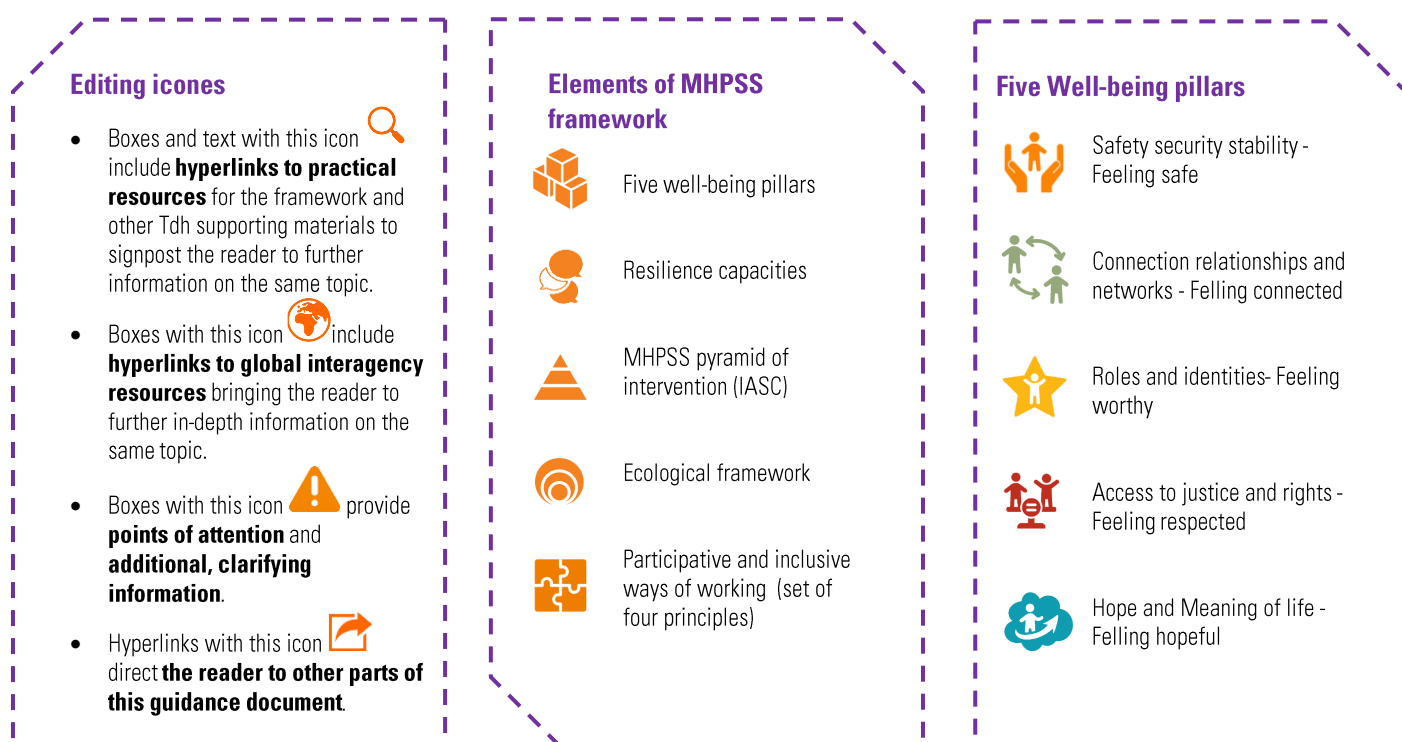 Editing icones
• Boxes and text with this icon
include hyperlinks to practical
resources for the framework and
other Tdh supporting materials to
signpost the reader to further
information on the same topic.
• Boxes with this icon include
hyperlinks to global interagency
resources bringing the reader to
further in-depth information on the
same topic.
• Boxes with this icon provide
points of attention and
additional, clarifying
information.
• Hyperlinks with this icon
direct the reader to other parts of
this guidance document.
Elements of MHPSS
framework
Five well-being pillars
Resilience capacities
MHPSS pyramid of
intervention (IASC)
Ecological framework
Participative and inclusive
ways of working (set of
four principles)
Five Well-being pillars
Safety security stability -
Feeling safe
Connection relationships and
networks - Felling connected
Roles and identities- Feeling
worthy
Access to justice and rights -
Feeling respected
Hope and Meaning of life -
Felling hopeful